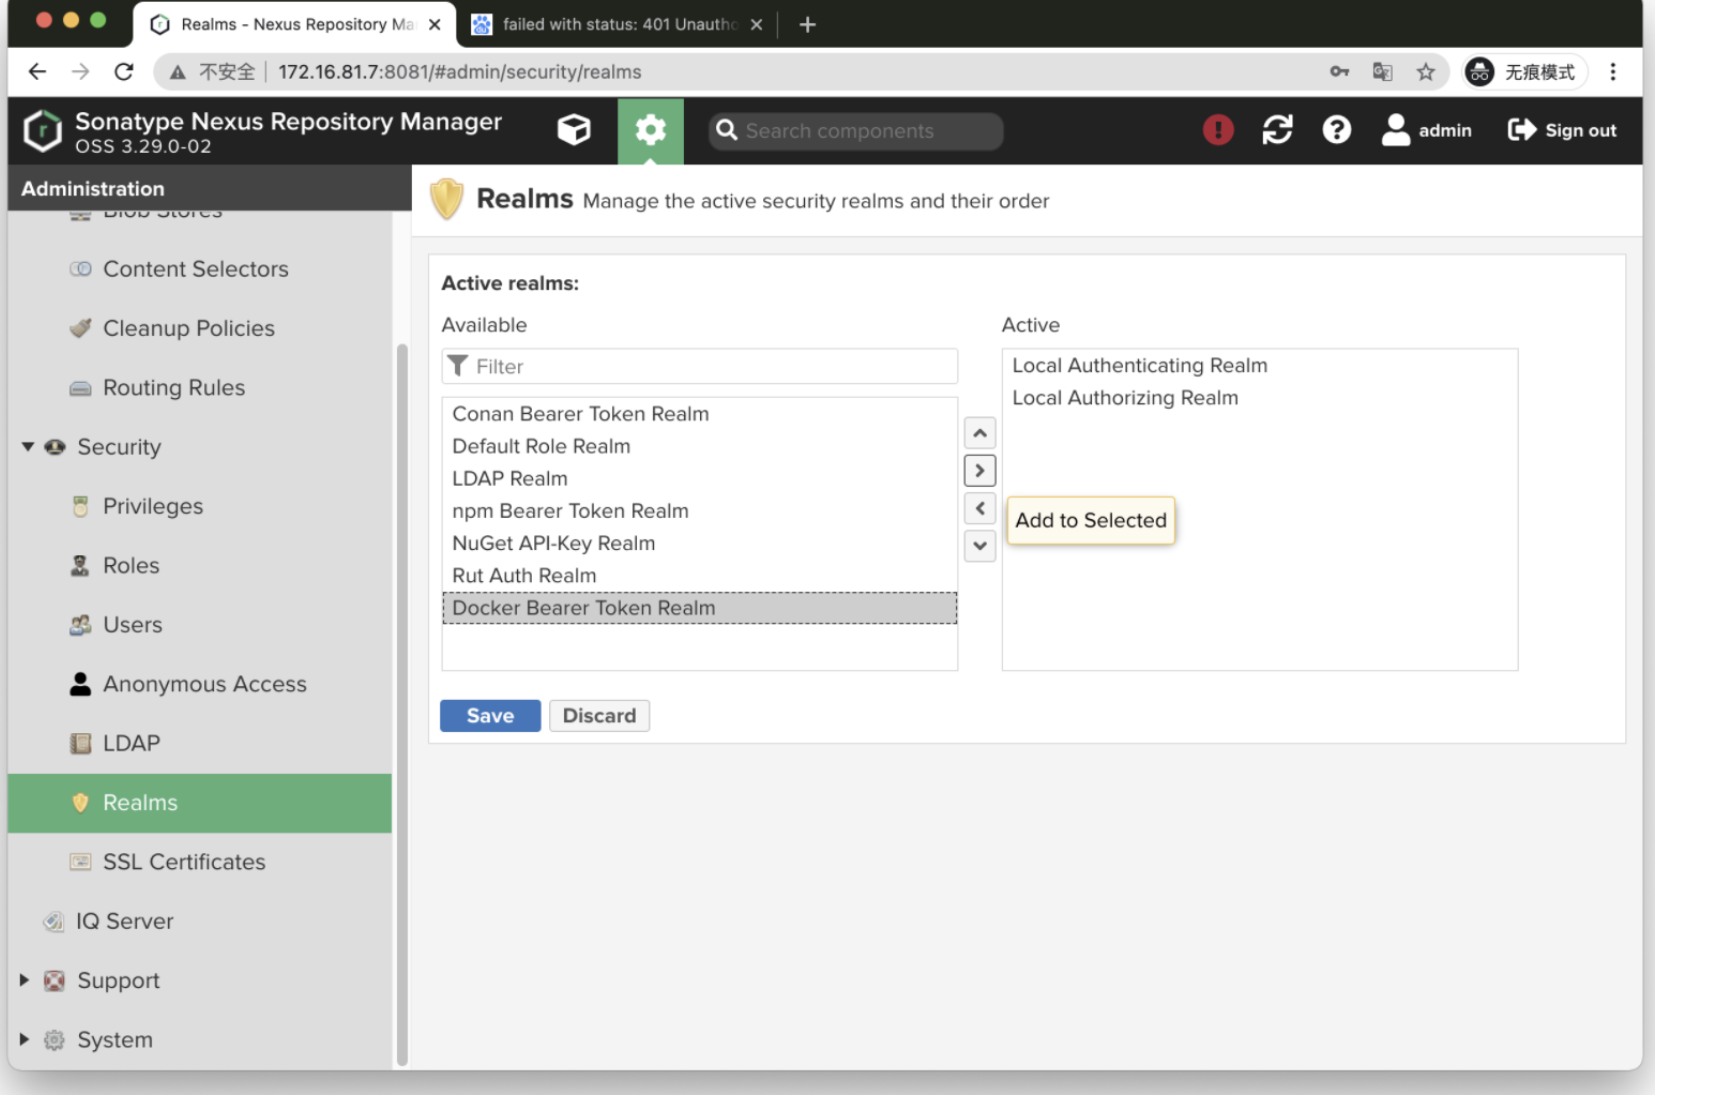 Realms - Nexus Repository Ma
failed with status: 401 Unautho
不安全
172.16.81.7:8081/#admin/security/realms
无痕模式
Sonatype Nexus Repository Manager
OSS 3.29.0-02
Search components
admin
Sign out
Administration
Blob Stores
Content Selectors
Cleanup Policies
Routing Rules
Security
Privileges
Roles
Users
Anonymous Access
LDAP
Realms
SSL Certificates
IQ Server
Support
System
Realms Manage the active security realms and their order
Active realms:
Available
Filter
Conan Bearer Token Realm
Default Role Realm
LDAP Realm
npm Bearer Token Realm
NuGet API-Key Realm
Rut Auth Realm
Docker Bearer Token Realm
Active
Local Authenticating Realm
Local Authorizing Realm
Add to Selected
Save
Discard